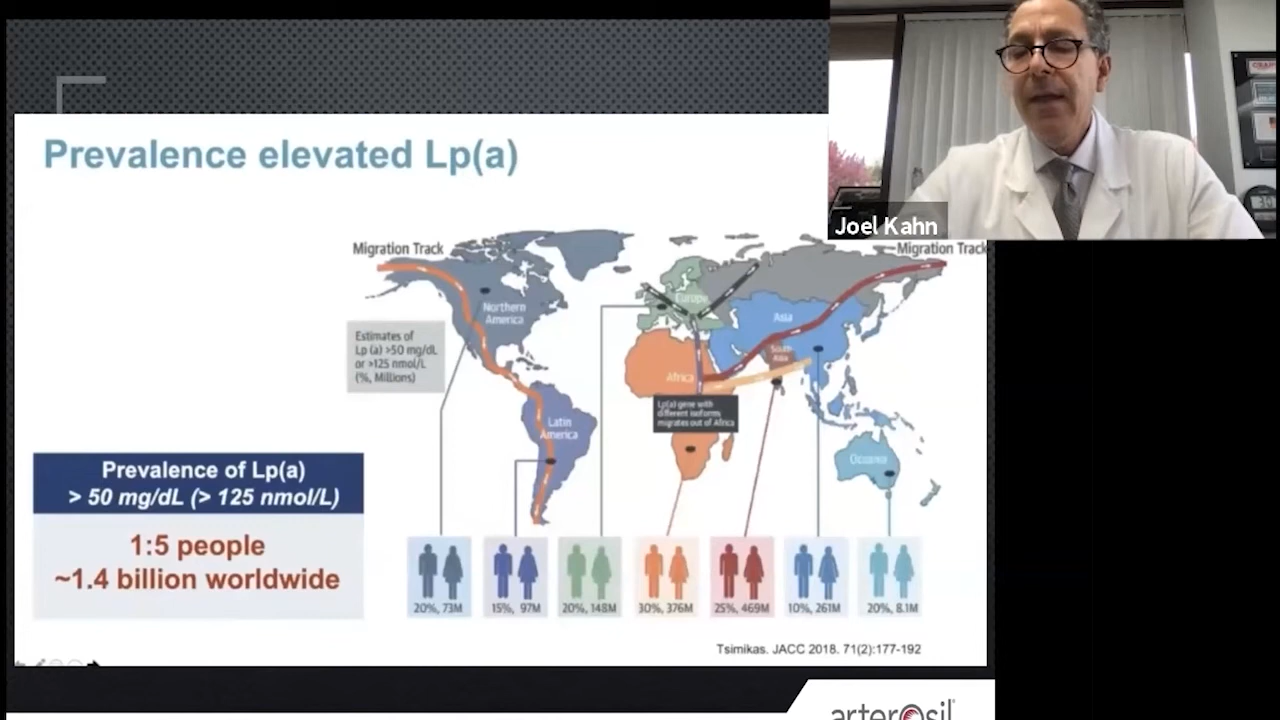 Joel Kahn
Prevalence elevated Lp(a)
Migration Track
Migration Track
Northern
America
Europe
Asia
South
Asia
Estimates of
Lp (a) >50 mg/dL
or >125 nmol/L
(%, Millions)
Africa
Lp(a) gene with
different isoforms
migrates out of Africa
Latin
America
Oceania
Prevalence of Lp(a)
> 50 mg/dL (> 125 nmol/L)
1:5 people
~1.4 billion worldwide
20%, 73M
15%, 97M
20%, 148M
30%, 376M
25%, 469M
10%, 261M
20%, 8.1M
Tsimikas. JACC 2018. 71(2):177-192
arterosil